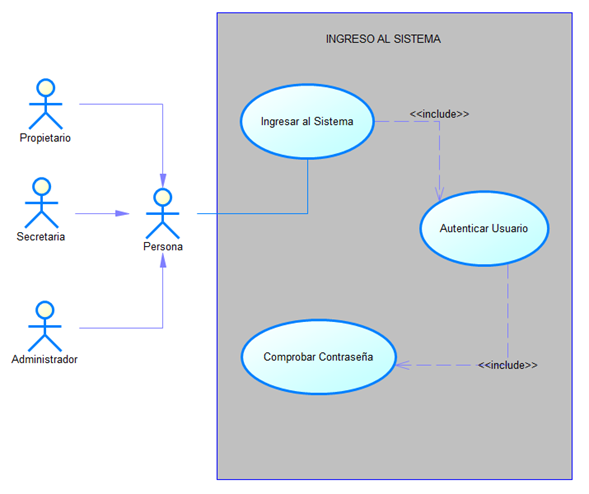 INGRESO AL SISTEMA
Ingresar al Sistema
<<include>>
Propietario
Secretaria
Persona
Autenticar Usuario
Administrador
Comprobar Contraseña
<<include>>